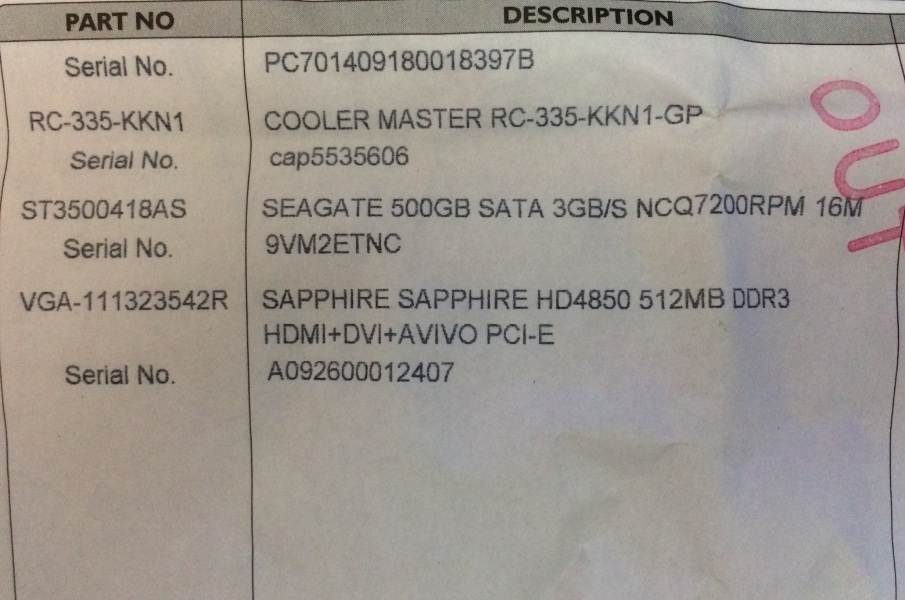 PART NO DESCRIPTION
Serial No. PC701409180018397B
RC-335-KKN1 COOLER MASTER RC-335-KKN1-GP
Serial No. cap5535606
ST3500418AS SEAGATE 500GB SATA 3GB/S NCQ7200RPM 16M
Serial No. 9VM2ETNC
VGA-111323542R SAPPHIRE SAPPHIRE HD4850 512MB DDR3
HDMI+DVI+AVIVO PCI-E
Serial No. A092600012407
OUT